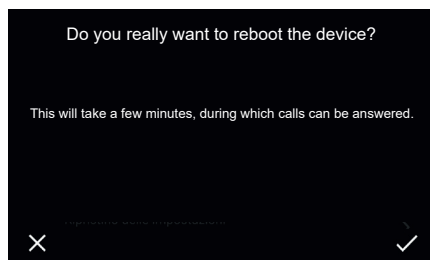 Do you really want to reboot the device?
This will take a few minutes, during which calls can be answered.